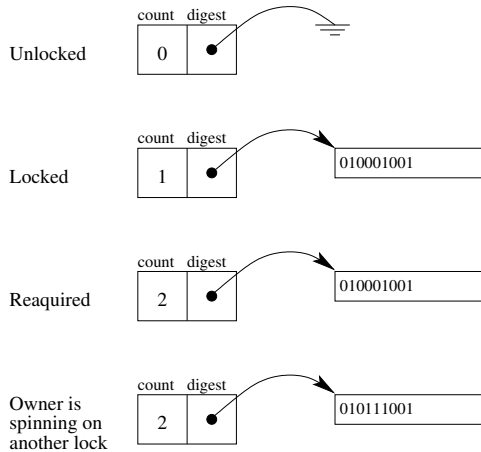 count digest
Unlocked 0
count digest
Locked 1 010001001
count digest
Reaquired 2 010001001
count digest
Owner is
spinning on
another lock
2 010111001